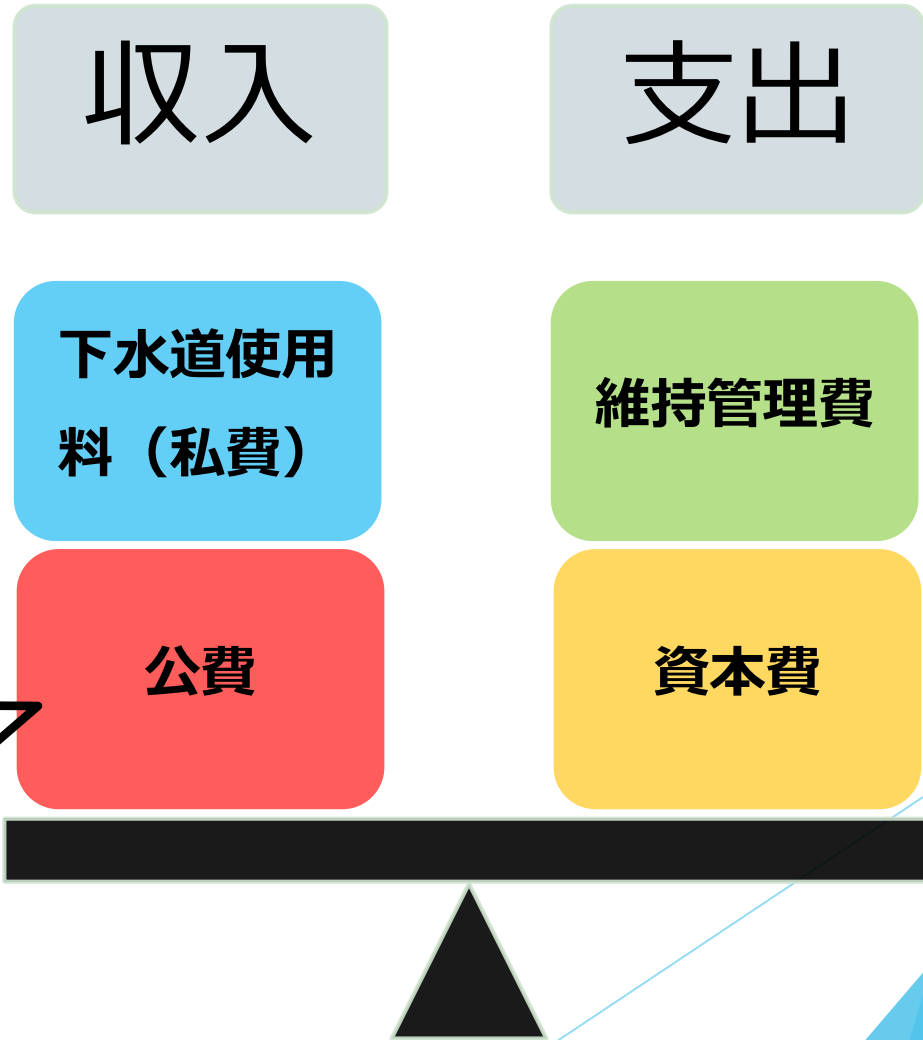 収入
支出
下水道使用
料（私費）
維持管理費
公費
資本費